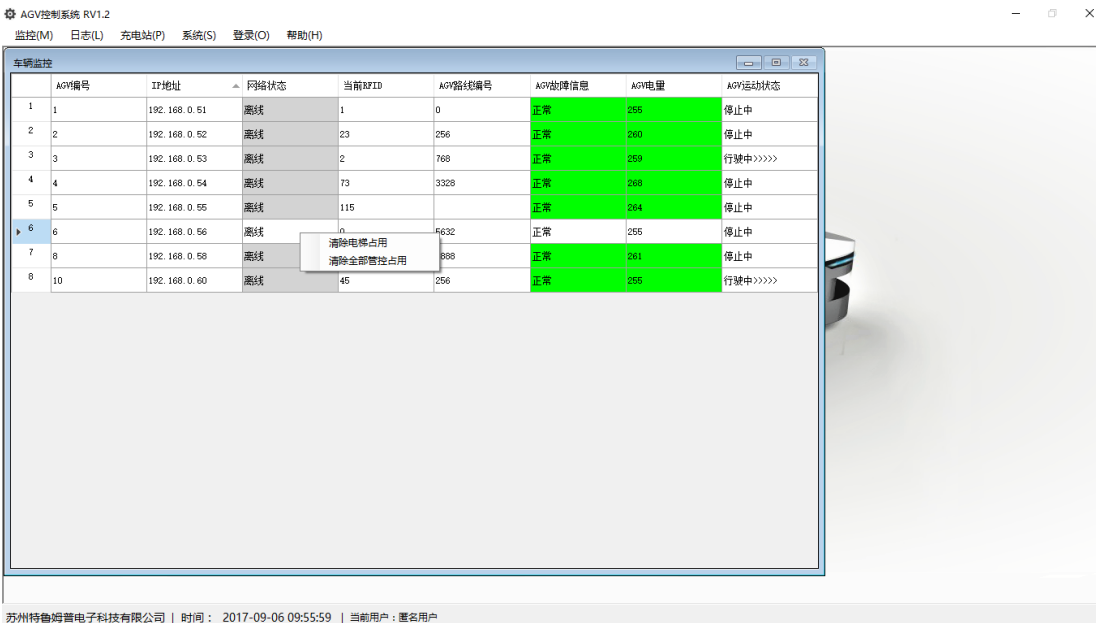 AGV控制系统 RV1.2
监控(M) 日志(L) 充电站(P) 系统(S) 登录(O) 帮助(H)
车辆监控
AGV编号 IP地址 网络状态 当前RFID AGV路线编号 AGV故障信息 AGV电量 AGV运动状态
1 1 192.168.0.51 离线 1 0 正常 255 停止中
2 2 192.168.0.52 离线 23 256 正常 260 停止中
3 3 192.168.0.53 离线 2 768 正常 259 行驶中>>>>>
4 4 192.168.0.54 离线 73 3328 正常 268 停止中
5 5 192.168.0.55 离线 115 正常 264 停止中
6 6 192.168.0.56 离线 0 5632 正常 255 停止中
清除电梯占用
7 8 192.168.0.58 离线 888 正常 261 停止中
清除全部管控占用
8 10 192.168.0.60 离线 45 256 正常 255 行驶中>>>>>
苏州特鲁姆普电子科技有限公司 | 时间： 2017-09-06 09:55:59 | 当前用户：匿名用户